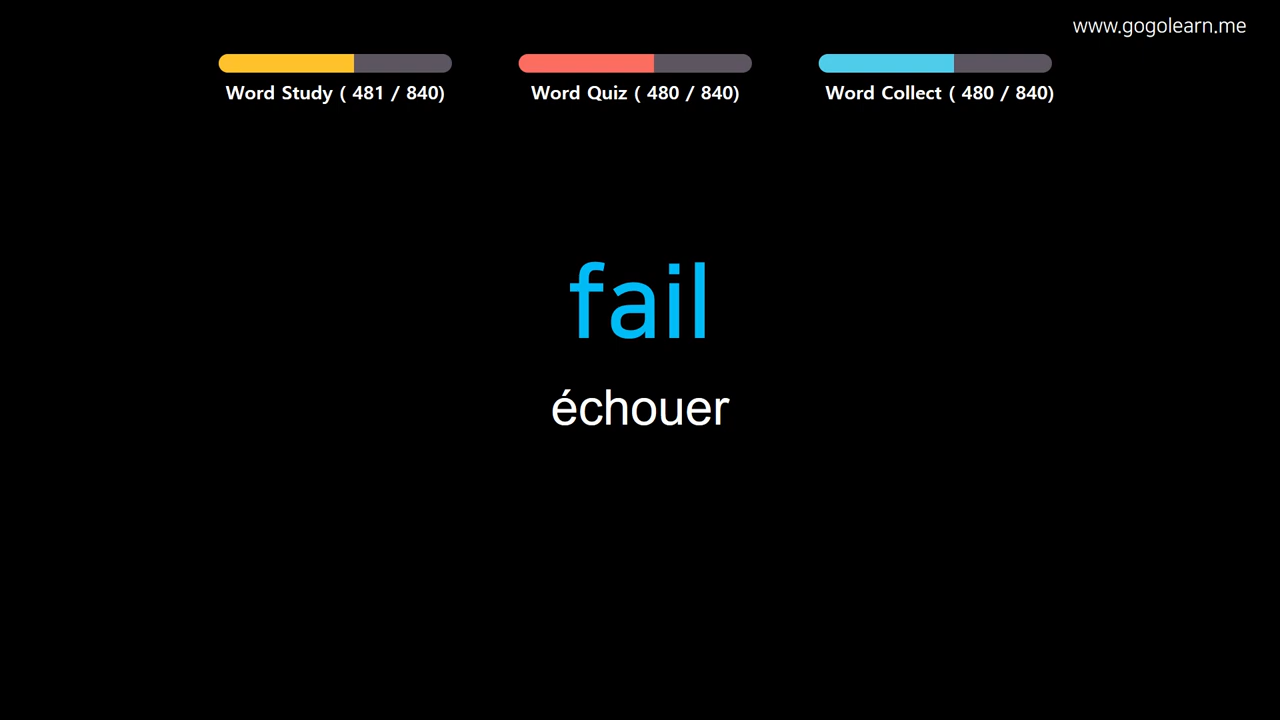 www.gogolearn.me
Word Study ( 481 / 840)
Word Quiz ( 480 / 840)
Word Collect ( 480 / 840)
fail
échouer